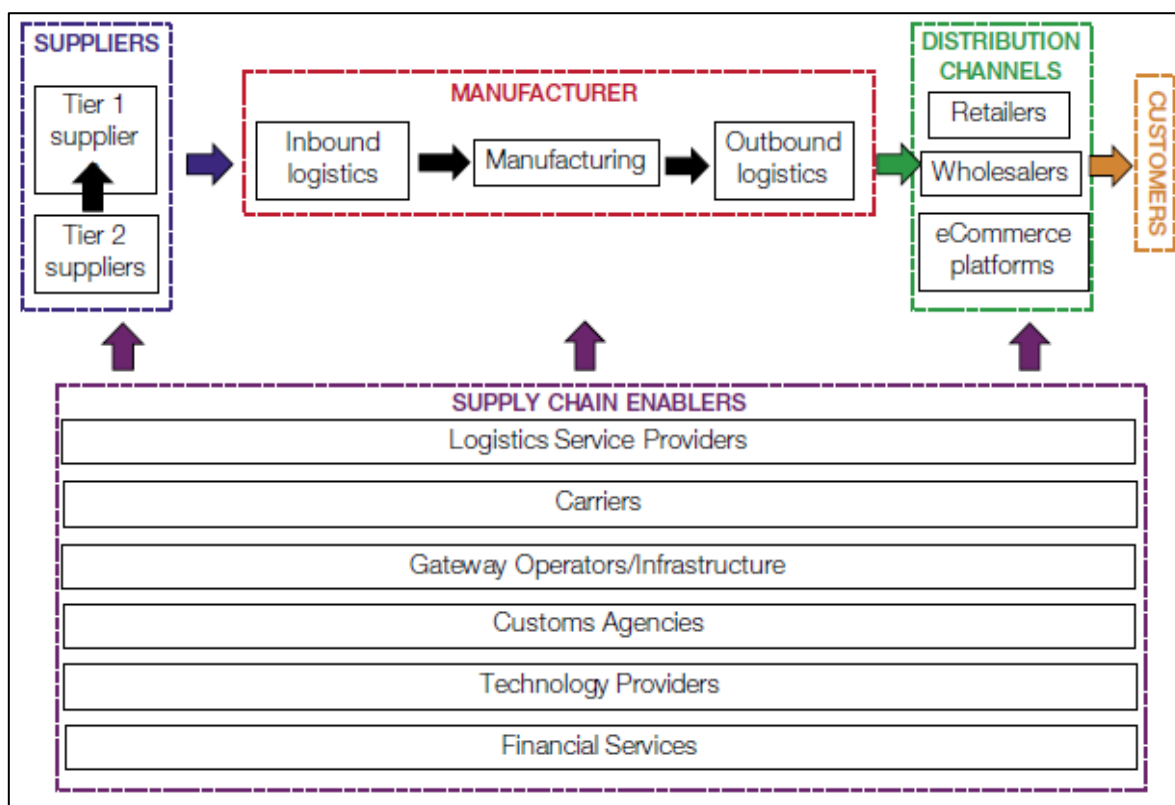 SUPPLIERS
Tier 1
supplier
Tier 2
suppliers
MANUFACTURER
Inbound
logistics
Manufacturing
Outbound
logistics
DISTRIBUTION
CHANNELS
Retailers
Wholesalers
eCommerce
platforms
CUSTOMERS
SUPPLY CHAIN ENABLERS
Logistics Service Providers
Carriers
Gateway Operators/Infrastructure
Customs Agencies
Technology Providers
Financial Services